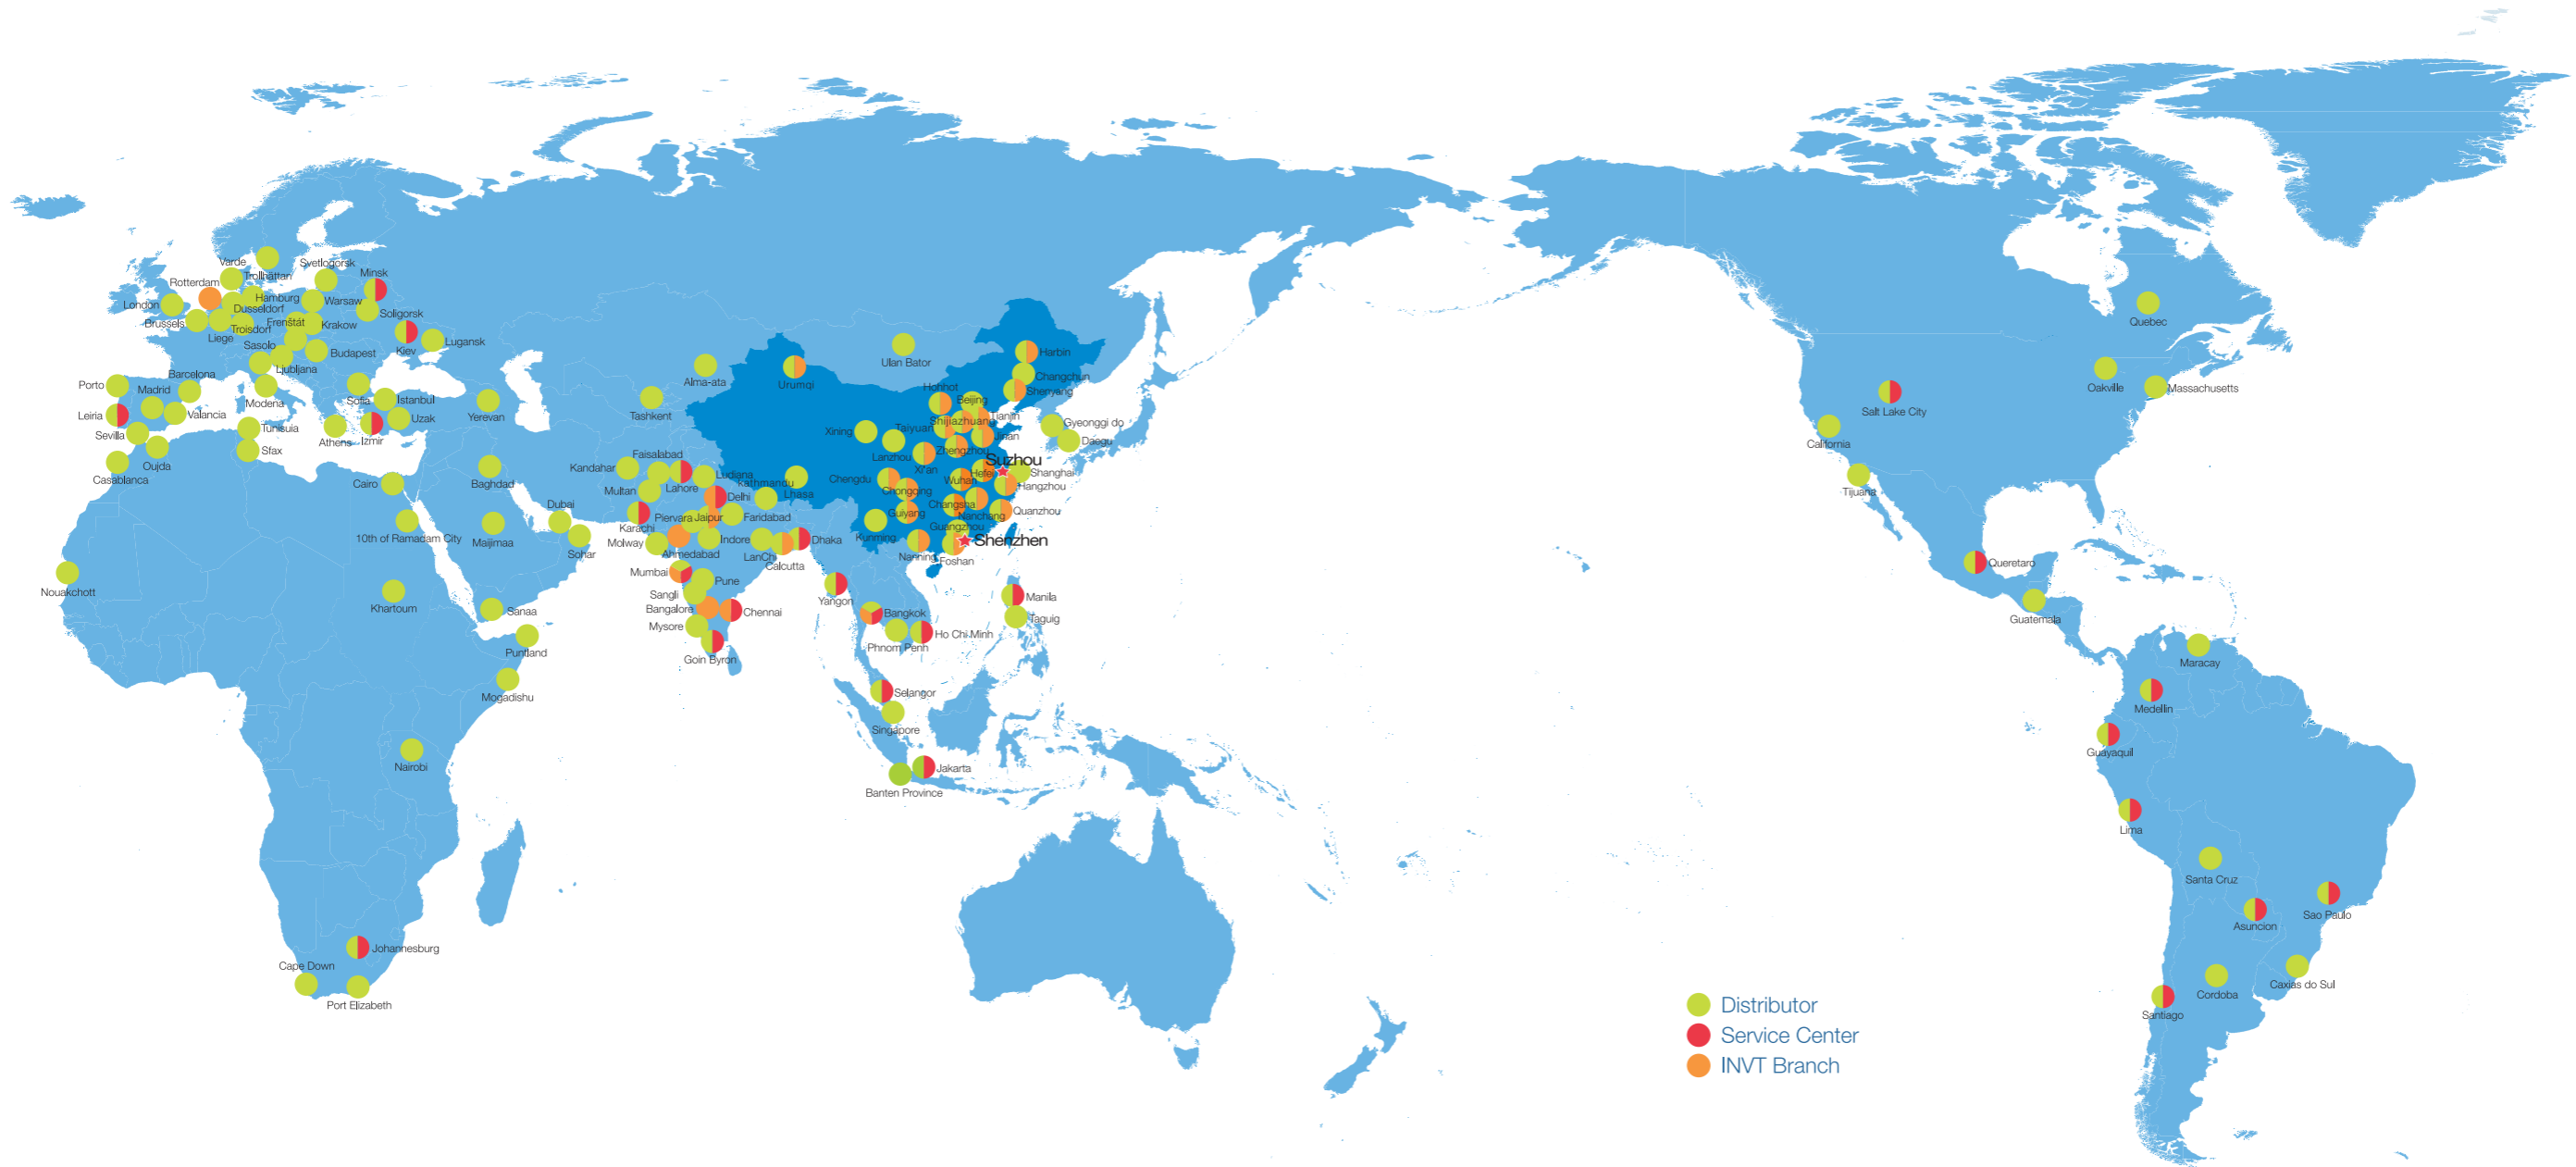 Varde
Trollhattan
Svetlogorsk
Minsk
Rotterdam
London
Hamburg
Warsaw
Dusseldorf
Soligorsk
Brussels
Troisdorf
Frenštát
Krakow
Liege
Sasolo
Budapest
Kiev
Lugansk
Ljubljana
Porto
Madrid
Barcelona
Modena
Sofia
Istanbul
Yerevan
Leiria
Valancia
Uzak
Sevilla
Tunisuia
Athens
Izmir
Sfax
Oujda
Casablanca
Cairo
Baghdad
10th of Ramadam City
Maijimaa
Dubai
Sohar
Nouakchott
Khartoum
Sanaa
Puntland
Mogadishu
Nairobi
Johannesburg
Cape Down
Port Elizabeth
Alma-ata
Tashkent
Urumqi
Ulan Bator
Harbin
Changchun
Shenyang
Hohhot
Beijing
Tianjin
Shijiazhuan
Taiyuan
Jinan
Gyeonggi do
Daegu
Xining
Lanzhou
Zhengzhou
Xi'an
Suzhou
Hefei
Shanghai
Chengdu
Wuhan
Hangzhou
Chongqing
Changsha
Nanchang
Quanzhou
Guiyang
Guangzhou
Kunming
Shenzhen
Nanning
Foshan
Kandahar
Faisalabad
Ludiana
Kathmandu
Lhasa
Multan
Lahore
Delhi
Karachi
Piervara
Jaipur
Faridabad
Molway
Ahmedabad
Indore
LanChi
Calcutta
Dhaka
Mumbai
Pune
Sangli
Bangalore
Chennai
Mysore
Goin Byron
Yangon
Bangkok
Manila
Taguig
Phnom Penh
Ho Chi Minh
Selangor
Singapore
Jakarta
Banten Province
Quebec
Oakville
Massachusetts
Salt Lake City
California
Tijuana
Queretaro
Guatemala
Maracay
Medellin
Guayaquil
Lima
Santa Cruz
Sao Paulo
Asuncion
Caxias do Sul
Cordoba
Santiago
Distributor
Service Center
INVT Branch